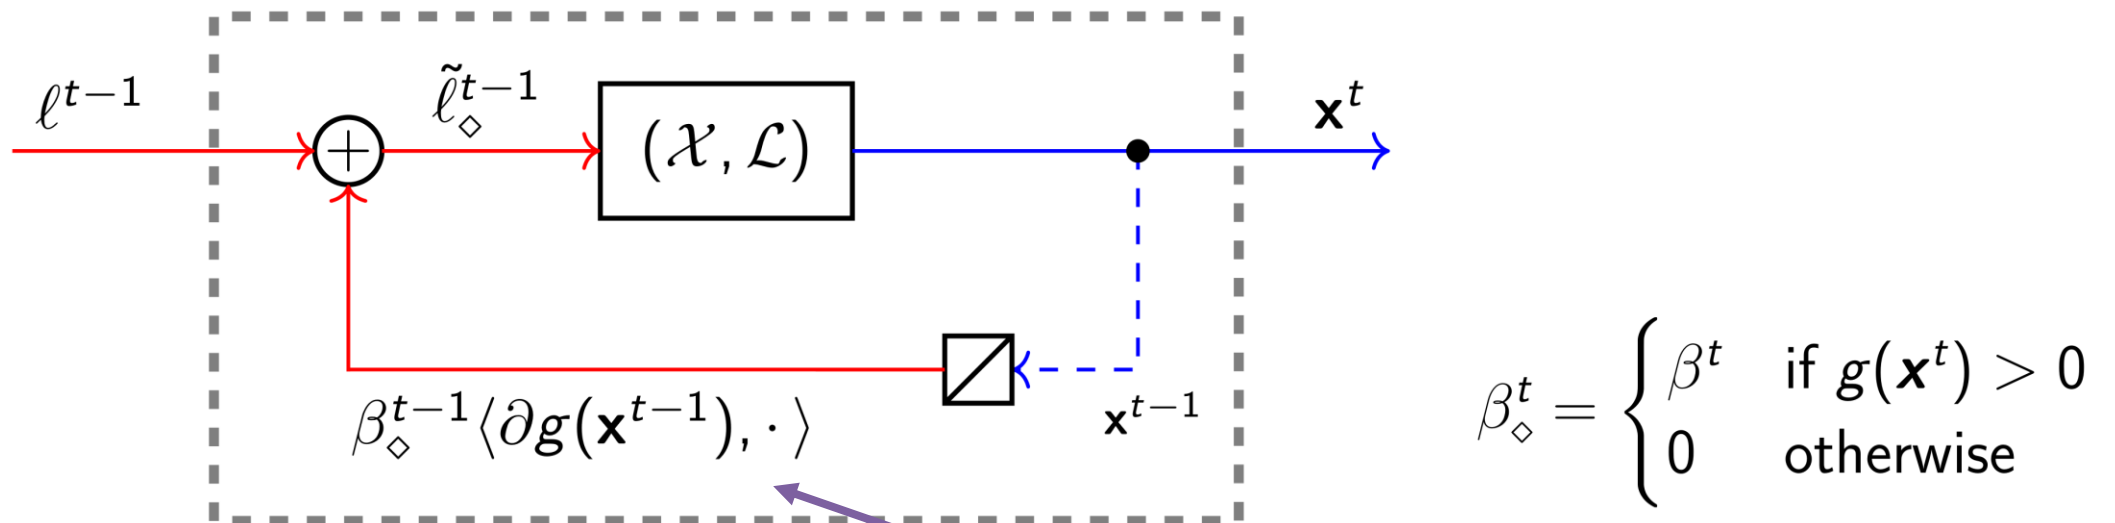 ℓ^{t−1}
ℓ̃_⋄^{t−1}
(𝒳, ℒ)
𝐱^t
+
β_⋄^{t−1}⟨∂g(𝐱^{t−1}), · ⟩
𝐱^{t−1}
β_⋄^t = { β^t if g(𝒙^t) > 0
0 otherwise